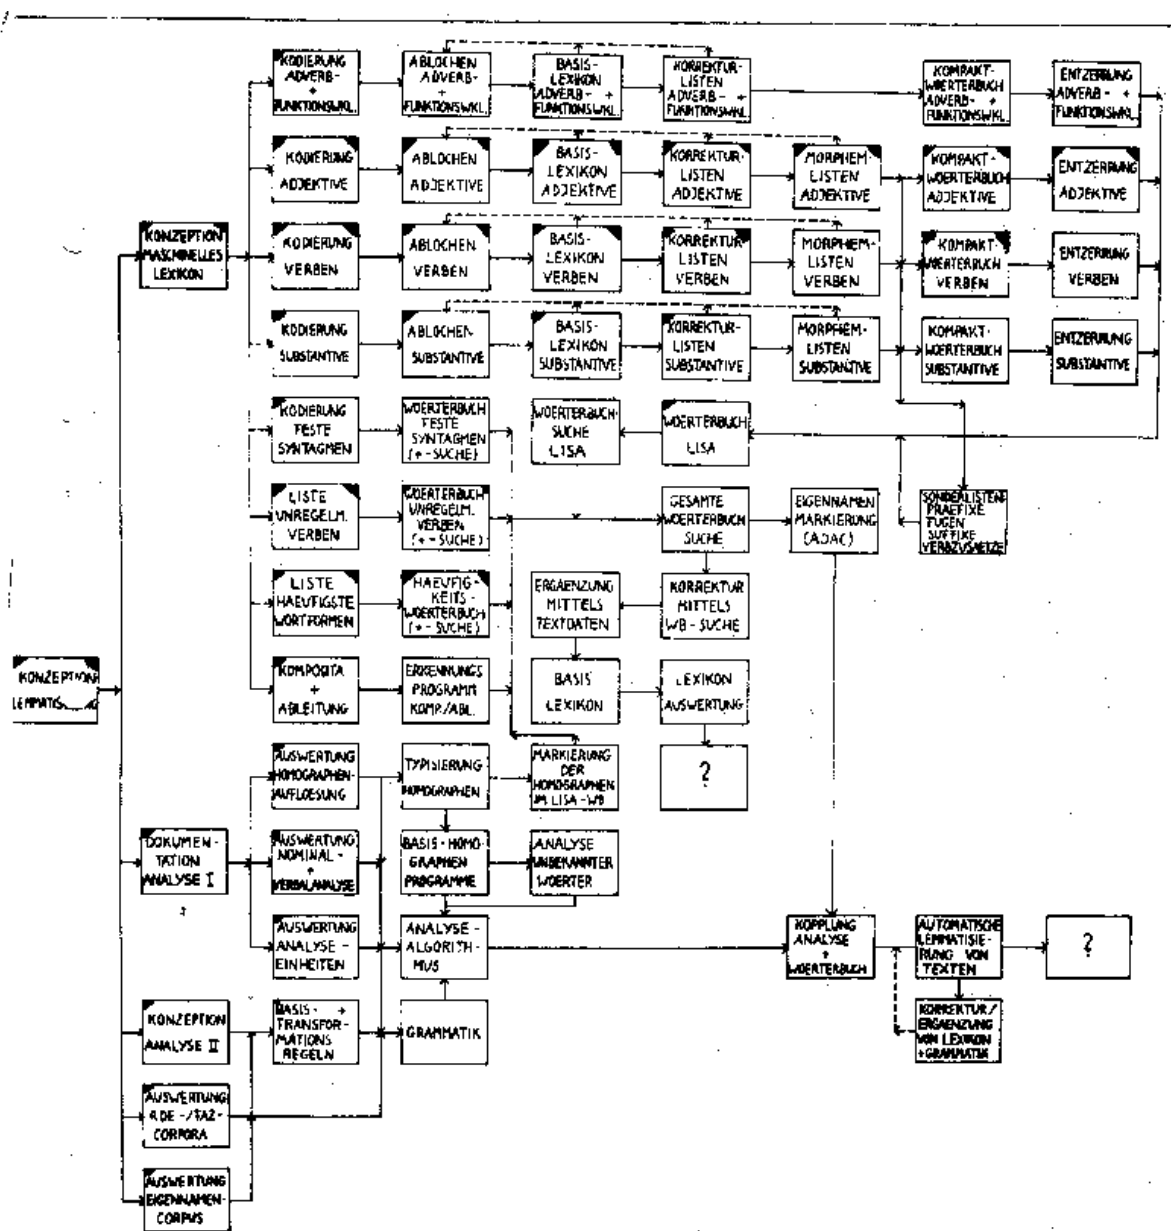 KODIERUNG
ADVERB-
+
FUNKTIONSWKL.
ABLOCHEN
ADVERB-
+
FUNKTIONSWKL.
BASIS-
LEXIKON
ADVERB- +
FUNKTIONSWKL.
KORREKTUR-
LISTEN
ADVERB- +
FUNKTIONSWKL.
KOMPAKT-
WOERTERBUCH
ADVERB- +
FUNKTIONSWKL.
ENTZERRUNG
ADVERB- +
FUNKTIONSWKL.
KODIERUNG
ADJEKTIVE
ABLOCHEN
ADJEKTIVE
BASIS-
LEXIKON
ADJEKTIVE
KORREKTUR-
LISTEN
ADJEKTIVE
MORPHEM-
LISTEN
ADJEKTIVE
KOMPAKT-
WOERTERBUCH
ADJEKTIVE
ENTZERRUNG
ADJEKTIVE
KONZEPTION
MASCHINELLES
LEXIKON
KODIERUNG
VERBEN
ABLOCHEN
VERBEN
BASIS-
LEXIKON
VERBEN
KORREKTUR
LISTEN
VERBEN
MORPHEM-
LISTEN
VERBEN
KOMPAKT-
WOERTERBUCH
VERBEN
ENTZERRUNG
VERBEN
KODIERUNG
SUBSTANTIVE
ABLOCHEN
SUBSTANTIVE
BASIS-
LEXIKON
SUBSTANTIVE
KORREKTUR-
LISTEN
SUBSTANTIVE
MORPHEM-
LISTEN
SUBSTANTIVE
KOMPAKT-
WOERTERBUCH
SUBSTANTIVE
ENTZERRUNG
SUBSTANTIVE
KODIERUNG
FESTE
SYNTAGMEN
WOERTERBUCH
FESTE
SYNTAGMEN
(+-SUCHE)
WOERTERBUCH-
SUCHE
LISA
WOERTERBUCH
LISA
LISTE
UNREGELM.
VERBEN
WOERTERBUCH
UNREGELM.
VERBEN
(+-SUCHE)
GESAMTE
WOERTERBUCH
SUCHE
EIGENNAMEN
MARKIERUNG
(ADAC)
SONDERLISTEN
PRAEFIXE
FUGEN
SUFFIXE
VERBZUSAETZE
LISTE
HAEUFIGSTE
WORTFORMEN
HAEUFIG-
KEITS-
WOERTERBUCH
(+-SUCHE)
ERGAENZUNG
MITTELS
TEXTDATEN
KORREKTUR
MITTELS
WB-SUCHE
KONZEPTION
KOMPOSITA
+
ABLEITUNG
ERKENNUNGS
PROGRAMM
KOMP./ABL.
BASIS
LEXIKON
LEXIKON
AUSWERTUNG
AUSWERTUNG
HOMOGRAPHEN-
AUFLOESUNG
TYPISIERUNG
HOMOGRAPHEN
MARKIERUNG
DER
HOMOGRAPHEN
IM LISA-WB
?
DOKUMEN-
TATION
ANALYSE I
AUSWERTUNG
NOMINAL-
+
VERBALANALYSE
BASIS-HOMO-
GRAPHEN
PROGRAMME
ANALYSE
UNBEKANNTER
WOERTER
AUSWERTUNG
ANALYSE-
EINHEITEN
ANALYSE-
ALGORITH-
MUS
KOPPLUNG
ANALYSE
+
WOERTERBUCH
AUTOMATISCHE
LEMMATISIE-
RUNG VON
TEXTEN
?
KONZEPTION
ANALYSE II
BASIS- +
TRANSFOR-
MATIONS
REGELN
GRAMMATIK
KORREKTUR/
ERGAENZUNG
VON LEXIKON
+GRAMMATIK
AUSWERTUNG
CORPORA
AUSWERTUNG
EIGENNAMEN-
CORPUS